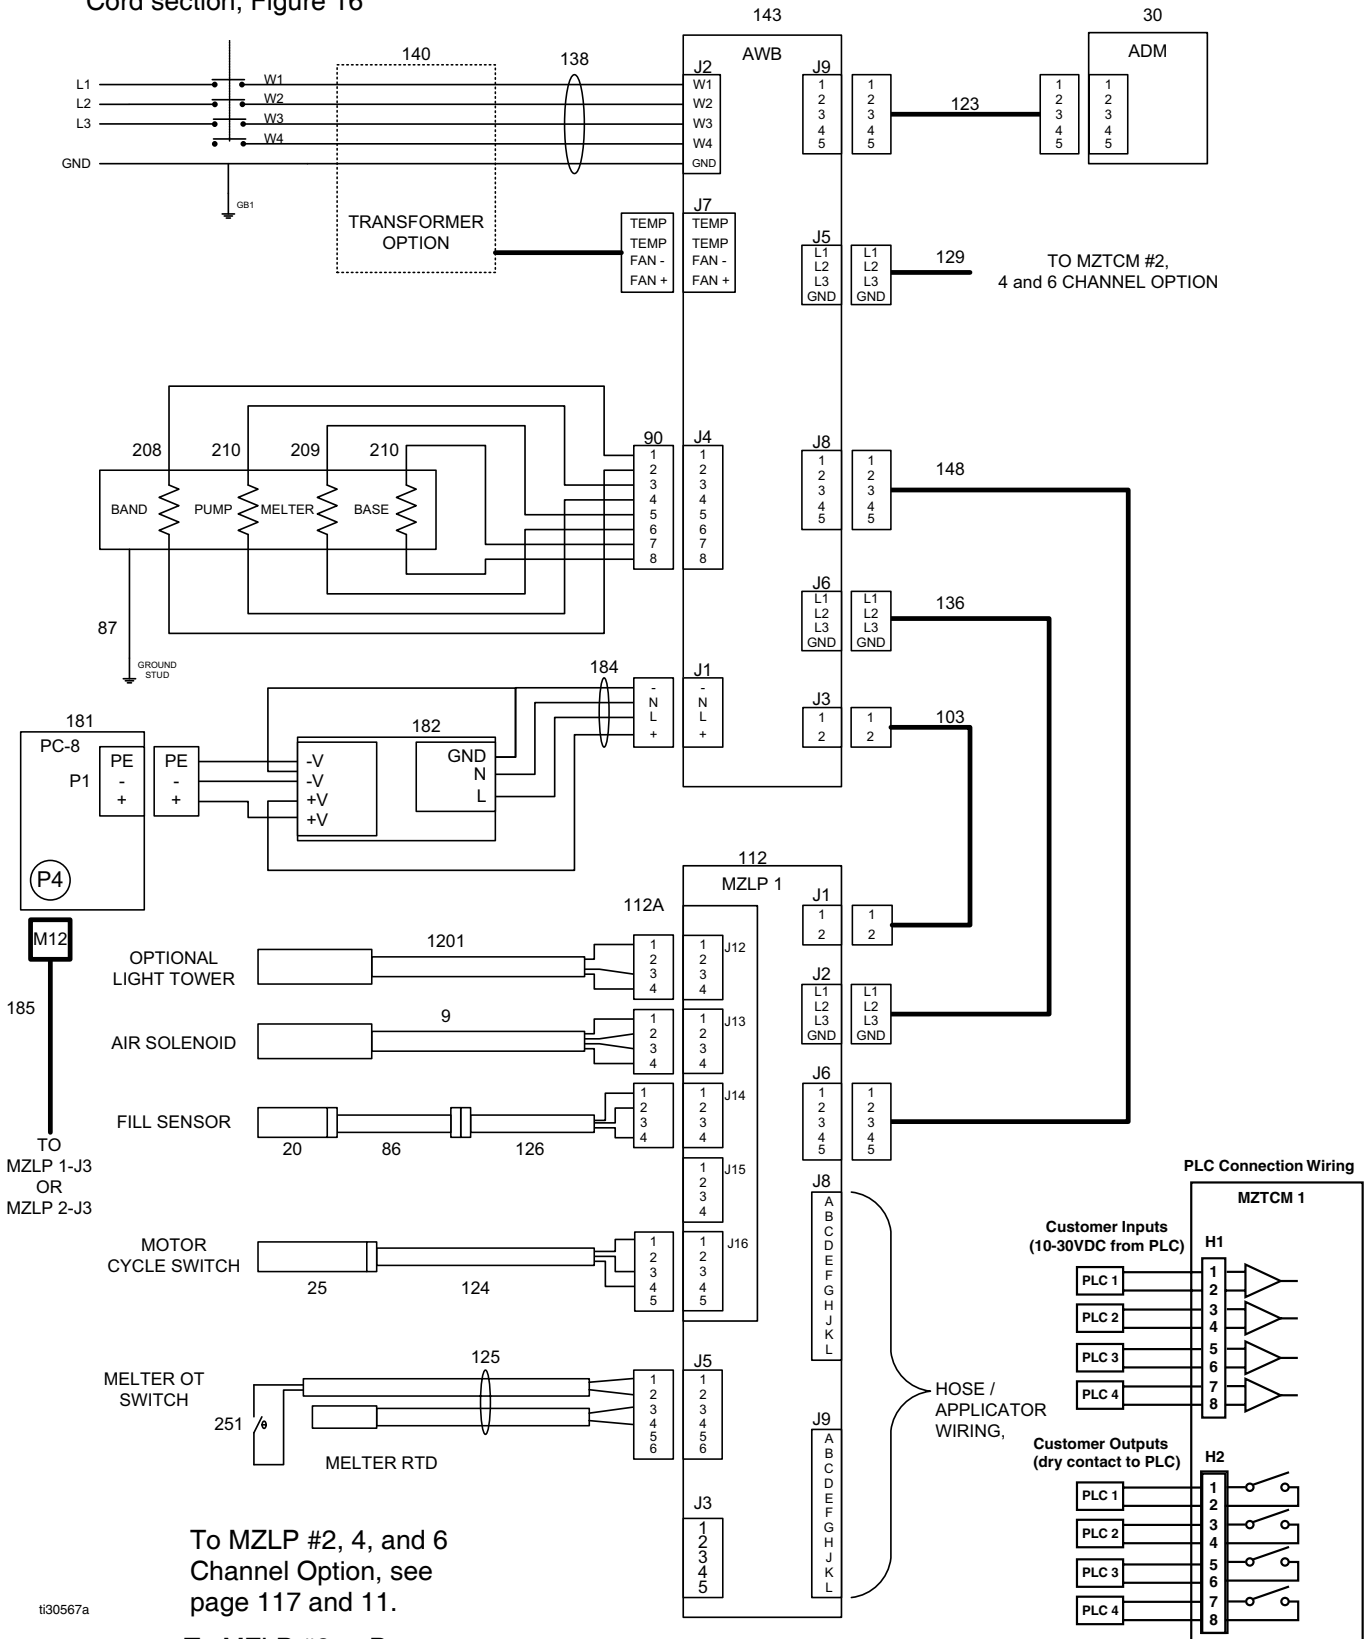 Cord section, Figure 16
143
30
AWB
ADM
140
138
J2
J9
L1
L2
L3
GND
W1
W2
W3
W4
W1
W2
W3
W4
GND
1
2
3
4
5
1
2
3
4
5
123
1
2
3
4
5
1
2
3
4
5
GB1
TRANSFORMER
OPTION
TEMP
TEMP
FAN -
FAN +
J7
TEMP
TEMP
FAN -
FAN +
J5
L1
L2
L3
GND
L1
L2
L3
GND
129
TO MZTCM #2,
4 and 6 CHANNEL OPTION
208
210
209
210
BAND
PUMP
MELTER
BASE
87
GROUND
STUD
90
1
2
3
4
5
6
7
8
J4
1
2
3
4
5
6
7
8
J8
1
2
3
4
5
1
2
3
4
5
148
J6
L1
L2
L3
GND
L1
L2
L3
GND
136
184
-
N
L
+
J1
-
N
L
+
J3
1
2
1
2
103
181
PC-8
P1
PE
-
+
PE
-
+
P4
182
-V
-V
+V
+V
GND
N
L
M12
185
TO
MZLP 1-J3
OR
MZLP 2-J3
112
MZLP 1
112A
OPTIONAL
LIGHT TOWER
1201
1
2
3
4
1
2
3
4
J12
AIR SOLENOID
9
1
2
3
4
1
2
3
4
J13
FILL SENSOR
20
86
126
1
2
3
4
1
2
3
4
J14
1
2
3
4
J15
MOTOR
CYCLE SWITCH
25
124
1
2
3
4
5
1
2
3
4
5
J16
MELTER OT
SWITCH
251
125
MELTER RTD
1
2
3
4
5
6
J5
1
2
3
4
5
6
J3
1
2
3
4
5
J1
1
2
1
2
J2
L1
L2
L3
GND
L1
L2
L3
GND
J6
1
2
3
4
5
1
2
3
4
5
J8
A
B
C
D
E
F
G
H
J
K
L
J9
A
B
C
D
E
F
G
H
J
K
L
HOSE /
APPLICATOR
WIRING,
PLC Connection Wiring
MZTCM 1
Customer Inputs
(10-30VDC from PLC)
H1
PLC 1
PLC 2
PLC 3
PLC 4
1
2
3
4
5
6
7
8
Customer Outputs
(dry contact to PLC)
H2
PLC 1
PLC 2
PLC 3
PLC 4
1
2
3
4
5
6
7
8
To MZLP #2, 4, and 6
Channel Option, see
page 117 and 11.
ti30567a